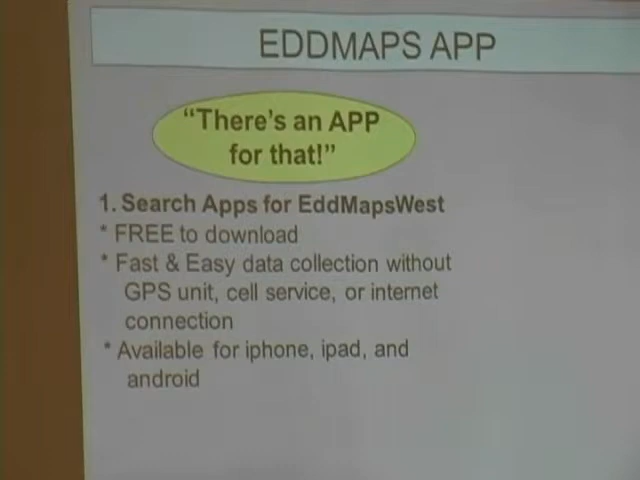 EDDMAPS APP
“There’s an APP
for that!”
1. Search Apps for EddMapsWest
* FREE to download
* Fast & Easy data collection without
GPS unit, cell service, or internet
connection
* Available for iphone, ipad, and
android